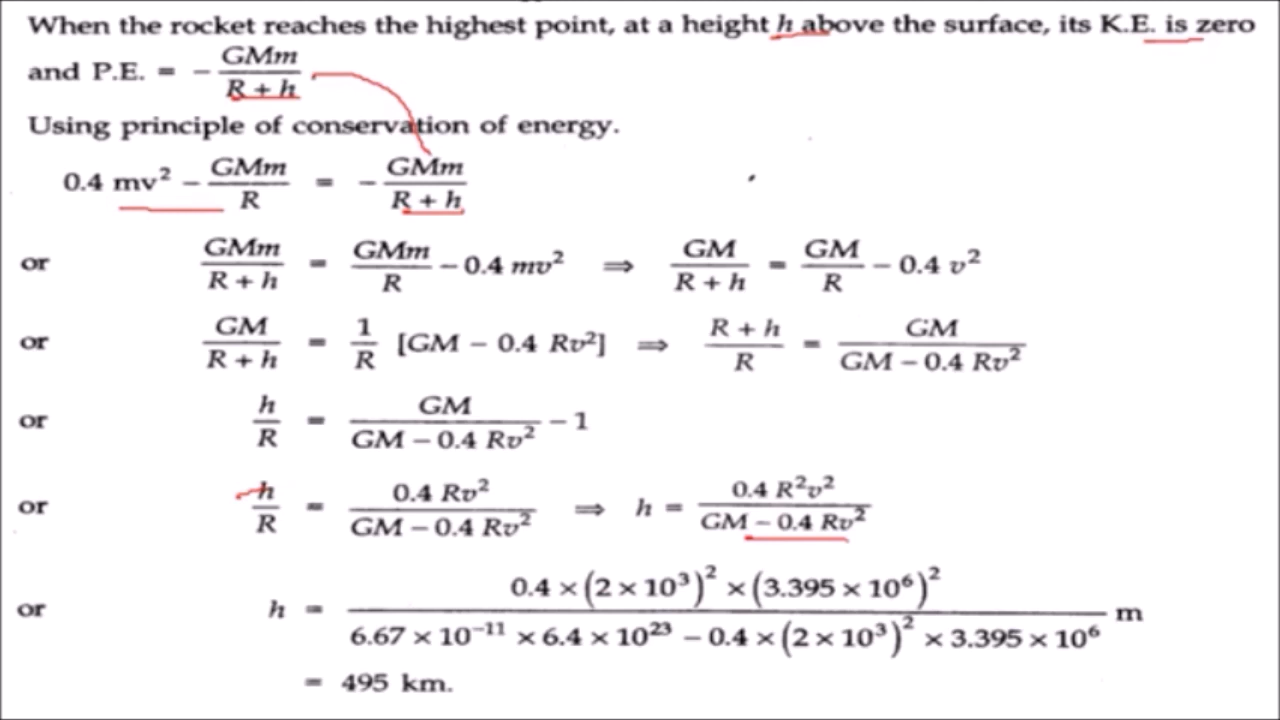 When the rocket reaches the highest point, at a height h above the surface, its K.E. is zero
and P.E. = - GMm / R + h
Using principle of conservation of energy.
0.4 mv² - GMm / R = - GMm / R + h
or GMm / R + h = GMm / R - 0.4 mv² ⇒ GM / R + h = GM / R - 0.4 v²
or GM / R + h = 1 / R [GM - 0.4 Rv²] ⇒ R + h / R = GM / GM - 0.4 Rv²
or h / R = GM / GM - 0.4 Rv² - 1
or h / R = 0.4 Rv² / GM - 0.4 Rv² ⇒ h = 0.4 R²v² / GM - 0.4 Rv²
or h = 0.4 × (2 × 10³)² × (3.395 × 10⁶)² / 6.67 × 10⁻¹¹ × 6.4 × 10²³ - 0.4 × (2 × 10³)² × 3.395 × 10⁶ m
= 495 km.